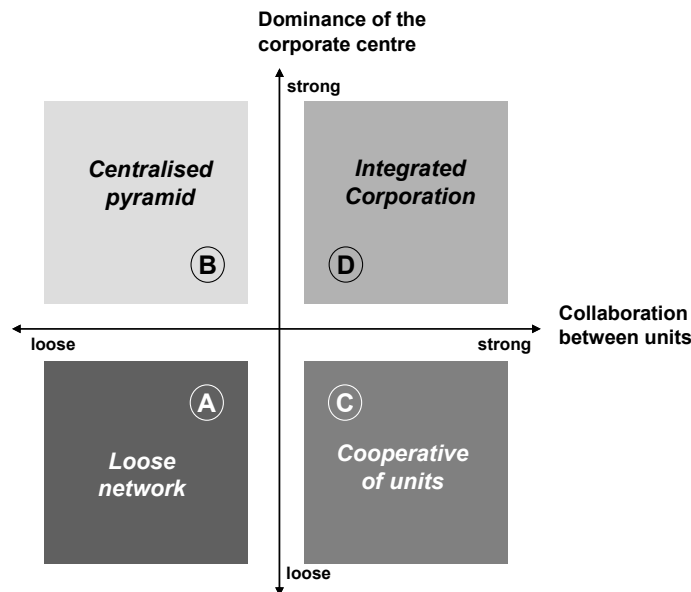 Dominance of the
corporate centre
strong
Centralised
pyramid
B
Integrated
Corporation
D
Collaboration
between units
loose
strong
A
Loose
network
C
Cooperative
of units
loose